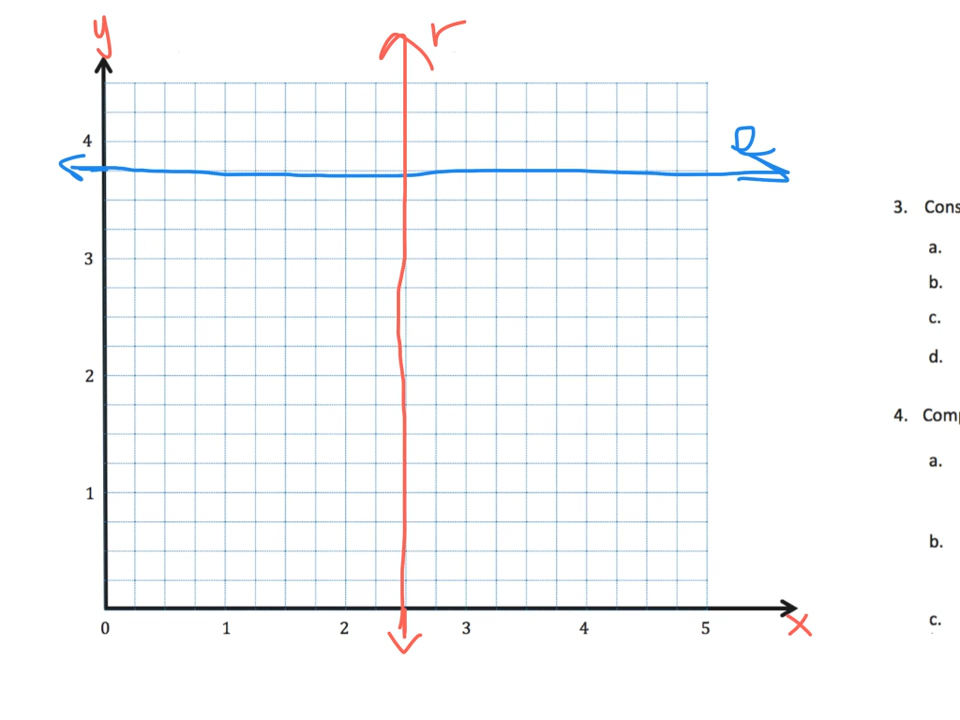 y
r
4
3. Cons
3
a.
b.
c.
d.
2
4. Comp
a.
1
b.
c.
0 1 2 3 4 5
x